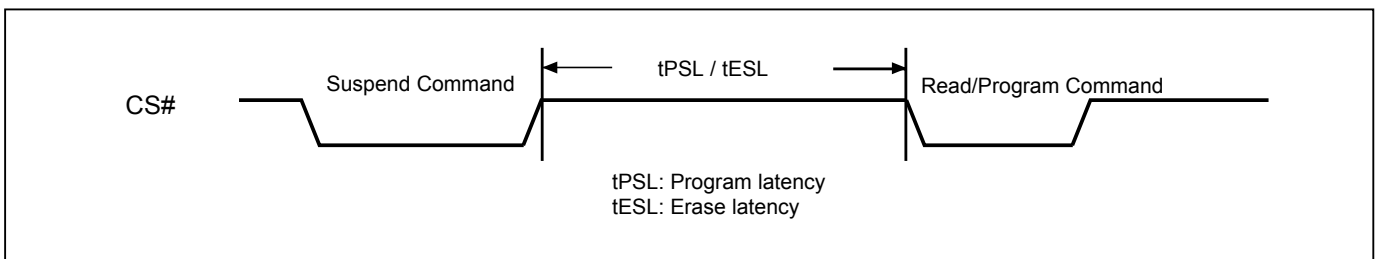 tPSL / tESL
Suspend Command
Read/Program Command
CS#
tPSL: Program latency
tESL: Erase latency